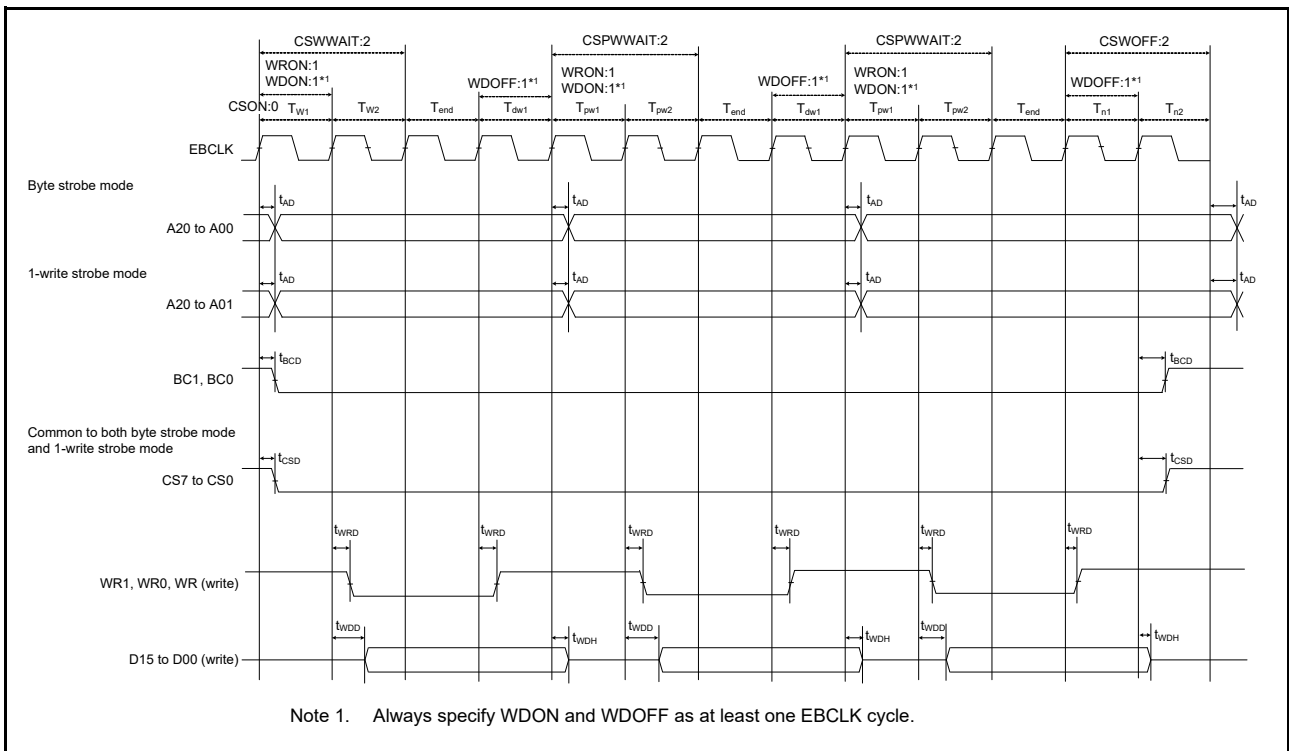 CSWWAIT:2 CSPWWAIT:2 CSPWWAIT:2 CSWOFF:2
WRON:1 WRON:1 WRON:1
WDON:1*1 WDOFF:1*1 WDON:1*1 WDOFF:1*1 WDON:1*1 WDOFF:1*1
CSON:0 TW1 TW2 Tend Tdw1 Tpw1 Tpw2 Tend Tdw1 Tpw1 Tpw2 Tend Tn1 Tn2
EBCLK
Byte strobe mode
tAD tAD tAD tAD
A20 to A00
1-write strobe mode
tAD tAD tAD tAD
A20 to A01
tBCD tBCD
BC1, BC0
Common to both byte strobe mode
and 1-write strobe mode
tCSD tCSD
CS7 to CS0
tWRD tWRD tWRD tWRD tWRD tWRD
WR1, WR0, WR (write)
tWDD tWDH tWDD tWDH tWDD tWDH
D15 to D00 (write)
Note 1. Always specify WDON and WDOFF as at least one EBCLK cycle.